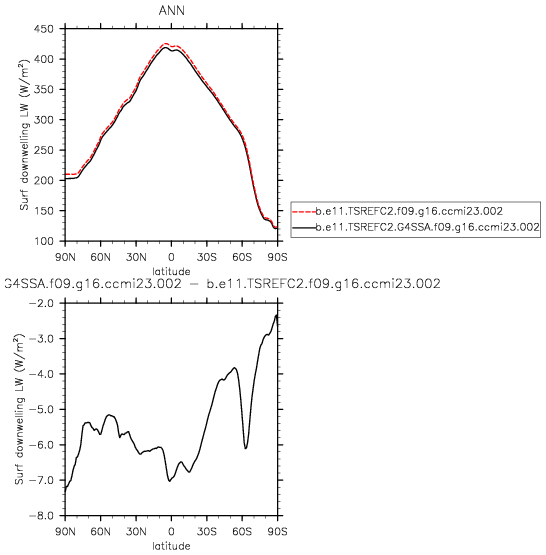 ANN
Surf downwelling LW (W/m²)
450
400
350
300
250
200
150
100
90N 60N 30N 0 30S 60S 90S
latitude
b.e11.TSREFC2.f09.g16.ccmi23.002
b.e11.TSREFC2.G4SSA.f09.g16.ccmi23.002
G4SSA.f09.g16.ccmi23.002 − b.e11.TSREFC2.f09.g16.ccmi23.002
Surf downwelling LW (W/m²)
−2.0
−3.0
−4.0
−5.0
−6.0
−7.0
−8.0
90N 60N 30N 0 30S 60S 90S
latitude